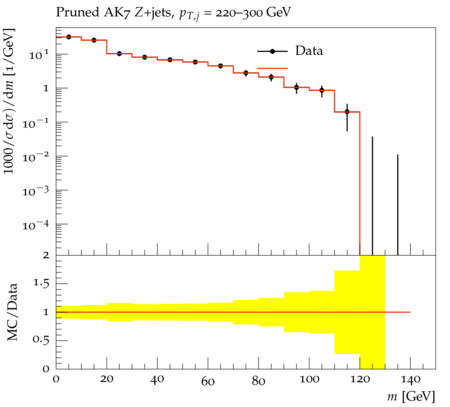 Pruned AK7 Z+jets, p_{T,j} = 220–300 GeV
1000/σ dσ)/dm [1/GeV]
10^1
1
10^{-1}
10^{-2}
10^{-3}
10^{-4}
Data
MC/Data
2
1.5
1
0.5
0
0 20 40 60 80 100 120 140
m [GeV]